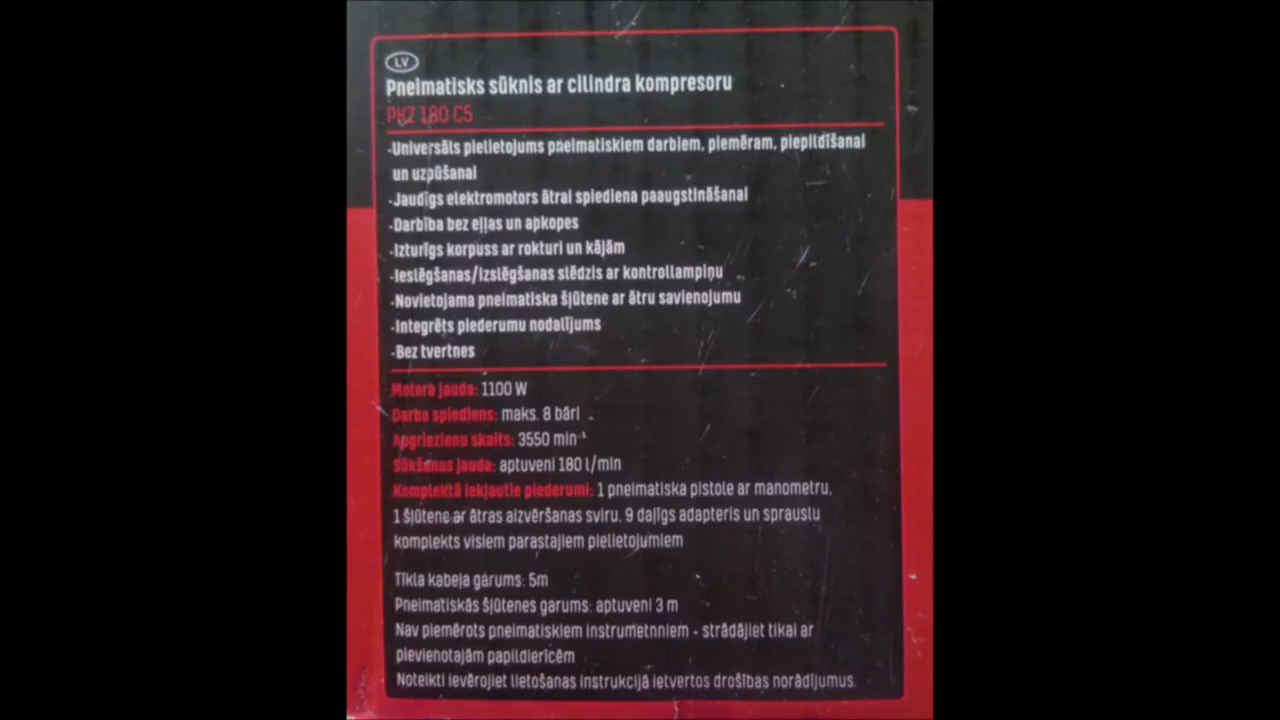 LV
Pneimatisks sūknis ar cilindra kompresoru
PKZ 180 C5
-Universāls pielietojums pneimatiskiem darbiem, piemēram, piepildīšanai
un uzpūšanai
-Jaudīgs elektromotors ātrai spiediena paaugstināšanai
-Darbība bez eļļas un apkopes
-Izturīgs korpuss ar rokturi un kājām
-Ieslēgšanas/izslēgšanas slēdzis ar kontrollampiņu
-Novietojama pneimatiska šļūtene ar ātru savienojumu
-Integrēts piederumu nodalījums
-Bez tvertnes
Motora jauda: 1100 W
Darba spiediens: maks. 8 bāri
Apgriezienu skaits: 3550 min⁻¹
Sūkšanas jauda: aptuveni 180 l/min
Komplektā iekļautie piederumi: 1 pneimatiska pistole ar manometru,
1 šļūtene ar ātras aizvēršanas sviru, 9 daļīgs adapteris un sprauslu
komplekts visiem parastajiem pielietojumiem
Tīkla kabeļa garums: 5m
Pneimatiskās šļūtenes garums: aptuveni 3 m
Nav piemērots pneimatiskiem instrumetnniem - strādājiet tikai ar
pievienotajām papildierīcēm
Noteikti ievērojiet lietošanas instrukcijā ietvertos drošības norādījumus.